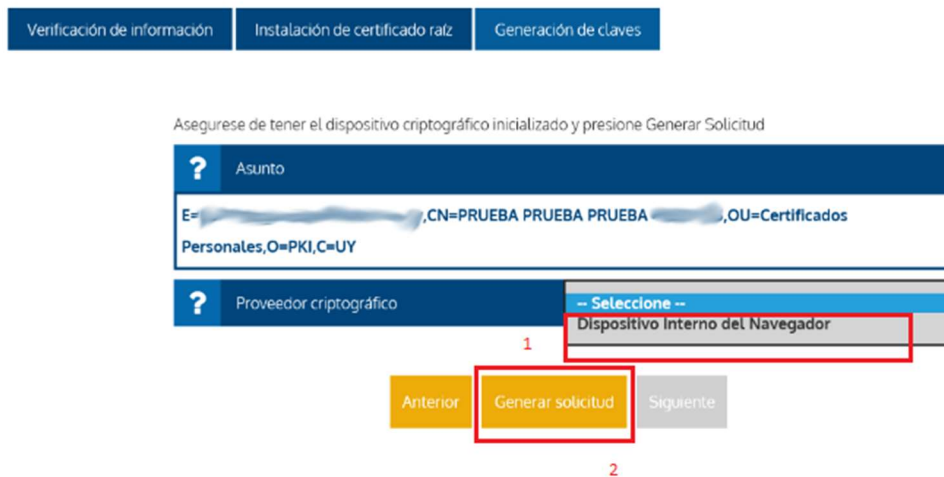 Verificación de información Instalación de certificado raíz Generación de claves
Asegurese de tener el dispositivo criptográfico inicializado y presione Generar Solicitud
? Asunto
E= ,CN=PRUEBA PRUEBA PRUEBA ,OU=Certificados
Personales,O=PKI,C=UY
? Proveedor criptográfico -- Seleccione --
Dispositivo Interno del Navegador
1
Anterior Generar solicitud Siguiente
2